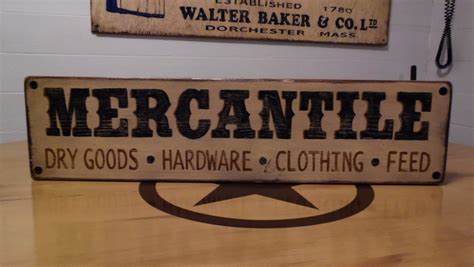 ESTABLISHED 1780
WALTER BAKER & CO. LTD
DORCHESTER MASS
MERCANTILE
DRY GOODS • HARDWARE • CLOTHING • FEED